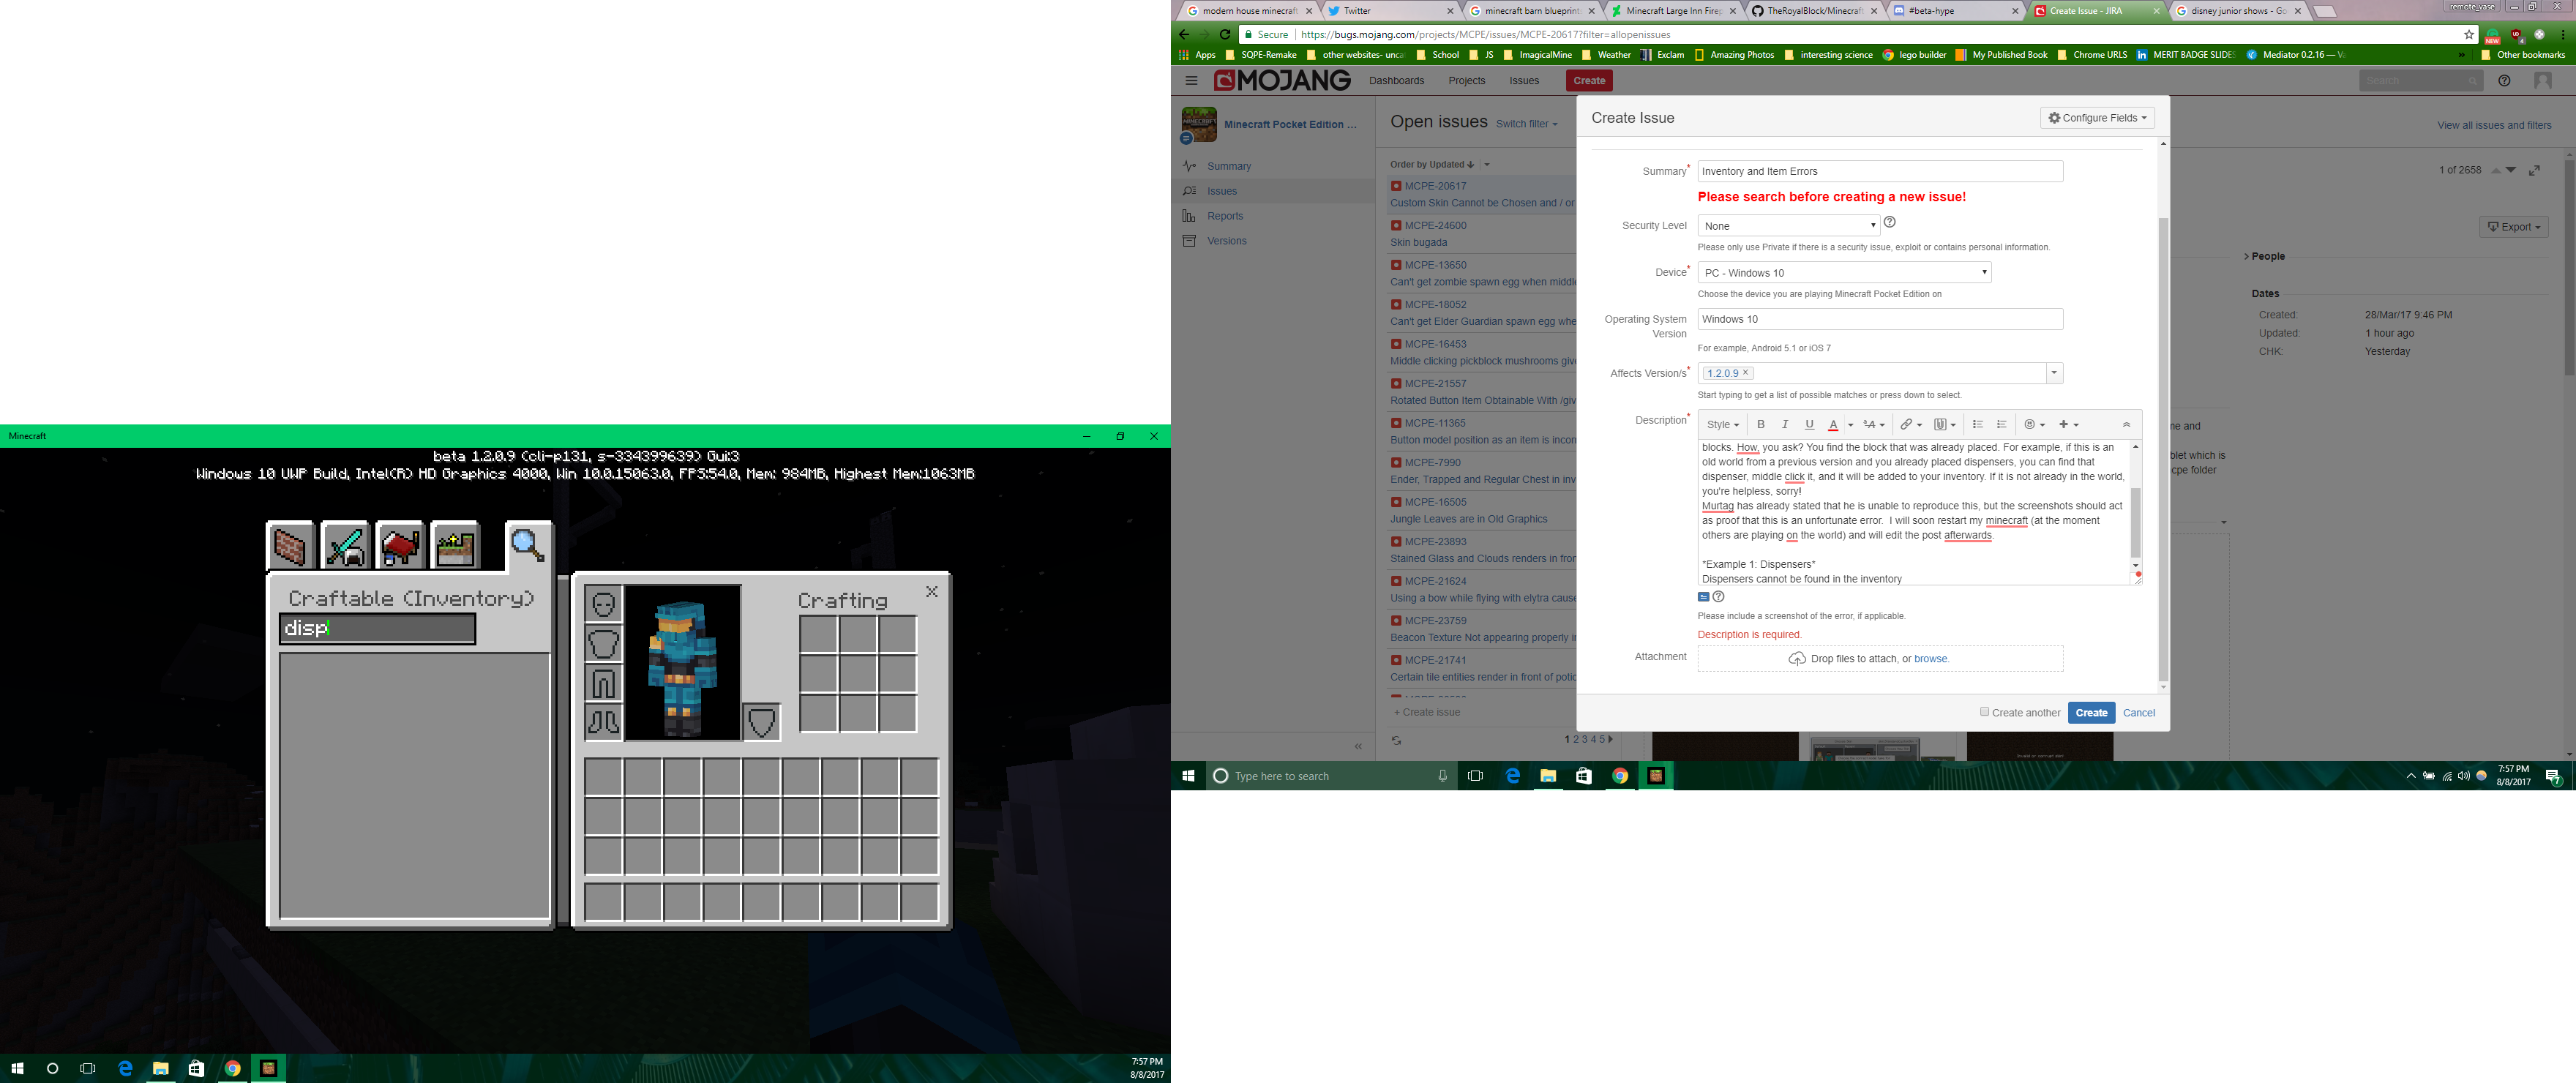 Minecraft
beta 1.2.0.9 (cli-p131, s-334399639) Gui:3
Windows 10 UWP Build, Intel(R) HD Graphics 4000, Win 10.0.15063.0, FPS:54.0, Mem: 984MB, Highest Mem:1063MB
Craftable (Inventory)
disp
Crafting
7:57 PM
8/8/2017
modern house minecraft
Twitter
minecraft barn blueprint
Minecraft Large Inn Firep
TheRoyalBlock/Minecraft
#beta-hype
Create Issue - JIRA
disney junior shows - Go
remote_vase
Secure
https://bugs.mojang.com/projects/MCPE/issues/MCPE-20617?filter=allopenissues
Apps
SQPE-Remake
other websites- unca
School
JS
ImagicalMine
Weather
Exclam
Amazing Photos
interesting science
lego builder
My Published Book
Chrome URLS
MERIT BADGE SLIDE
Mediator 0.2.16 —
Other bookmarks
MOJANG
Dashboards
Projects
Issues
Create
Search
Minecraft Pocket Edition ...
Summary
Issues
Reports
Versions
Open issues
Switch filter
View all issues and filters
Order by Updated
MCPE-20617
Custom Skin Cannot be Chosen and / or
MCPE-24600
Skin bugada
MCPE-13650
Can't get zombie spawn egg when middl
MCPE-18052
Can't get Elder Guardian spawn egg whe
MCPE-16453
Middle clicking pickblock mushrooms giv
MCPE-21557
Rotated Button Item Obtainable With /giv
MCPE-11365
Button model position as an item is incon
MCPE-7990
Ender, Trapped and Regular Chest in inv
MCPE-16505
Jungle Leaves are in Old Graphics
MCPE-23893
Stained Glass and Clouds renders in fron
MCPE-21624
Using a bow while flying with elytra cause
MCPE-23759
Beacon Texture Not appearing properly i
MCPE-21741
Certain tile entities render in front of potio
+ Create issue
1 2 3 4 5
Create Issue
Configure Fields
Summary*
Inventory and Item Errors
Please search before creating a new issue!
Security Level
None
Please only use Private if there is a security issue, exploit or contains personal information.
Device*
PC - Windows 10
Choose the device you are playing Minecraft Pocket Edition on
Operating System
Version
Windows 10
For example, Android 5.1 or iOS 7
Affects Version/s*
1.2.0.9
Start typing to get a list of possible matches or press down to select.
Description*
Style
B I U A
blocks. How, you ask? You find the block that was already placed. For example, if this is an
old world from a previous version and you already placed dispensers, you can find that
dispenser, middle click it, and it will be added to your inventory. If it is not already in the world,
you're helpless, sorry!
Murtag has already stated that he is unable to reproduce this, but the screenshots should act
as proof that this is an unfortunate error. I will soon restart my minecraft (at the moment
others are playing on the world) and will edit the post afterwards.
*Example 1: Dispensers*
Dispensers cannot be found in the inventory
Please include a screenshot of the error, if applicable.
Description is required.
Attachment
Drop files to attach, or browse.
Create another
Create
Cancel
1 of 2658
Export
People
Dates
Created:
28/Mar/17 9:46 PM
Updated:
1 hour ago
CHK:
Yesterday
me and
blet which is
cpe folder
Type here to search
7:57 PM
8/8/2017